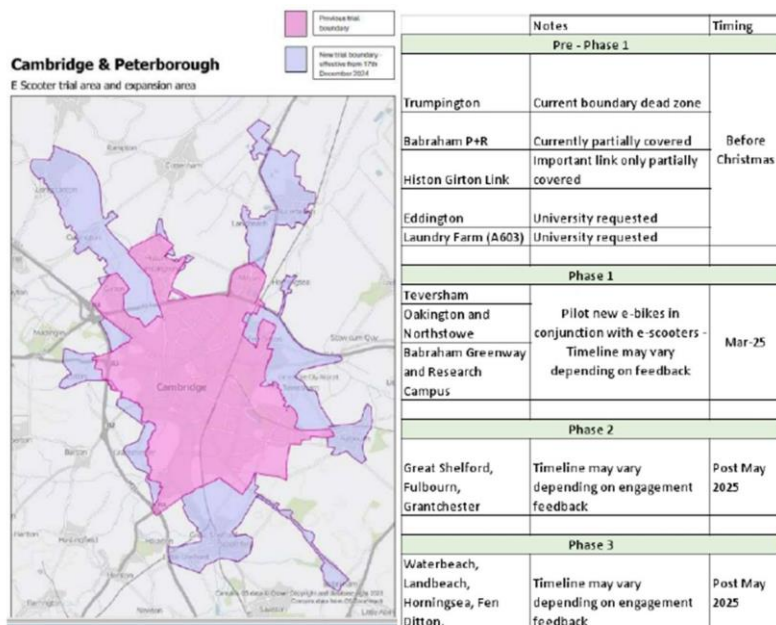 Previous trial
boundary
New trial boundary -
effective from 17th
December 2024
Cambridge & Peterborough
E Scooter trial area and expansion area
Cambridge
Notes
Timing
Pre - Phase 1
Trumpington
Current boundary dead zone
Babraham P+R
Currently partially covered
Histon Girton Link
Important link only partially
covered
Eddington
University requested
Laundry Farm (A603)
University requested
Before
Christmas
Phase 1
Teversham
Oakington and
Northstowe
Babraham Greenway
and Research
Campus
Pilot new e-bikes in
conjunction with e-scooters -
Timeline may vary
depending on feedback
Mar-25
Phase 2
Great Shelford,
Fulbourn,
Grantchester
Timeline may vary
depending on engagement
feedback
Post May
2025
Phase 3
Waterbeach,
Landbeach,
Horningsea, Fen
Ditton,
Timeline may vary
depending on engagement
feedback
Post May
2025